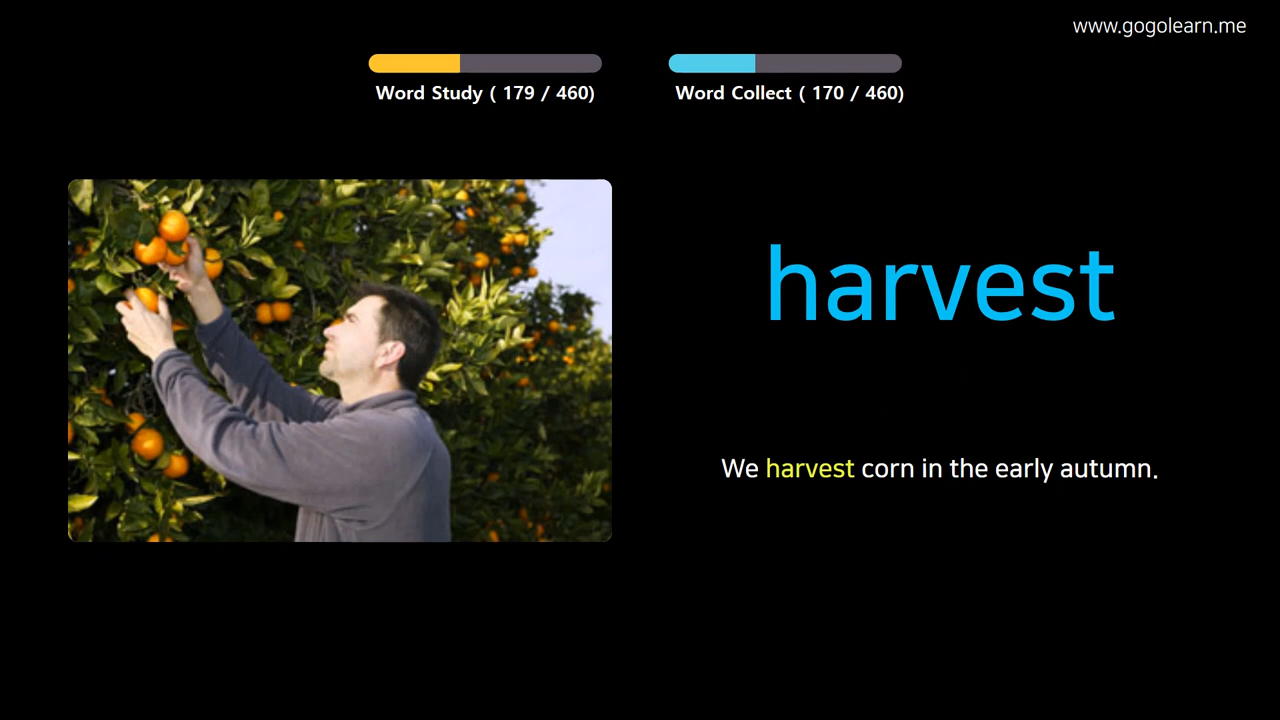 www.gogolearn.me
Word Study ( 179 / 460)
Word Collect ( 170 / 460)
harvest
We harvest corn in the early autumn.